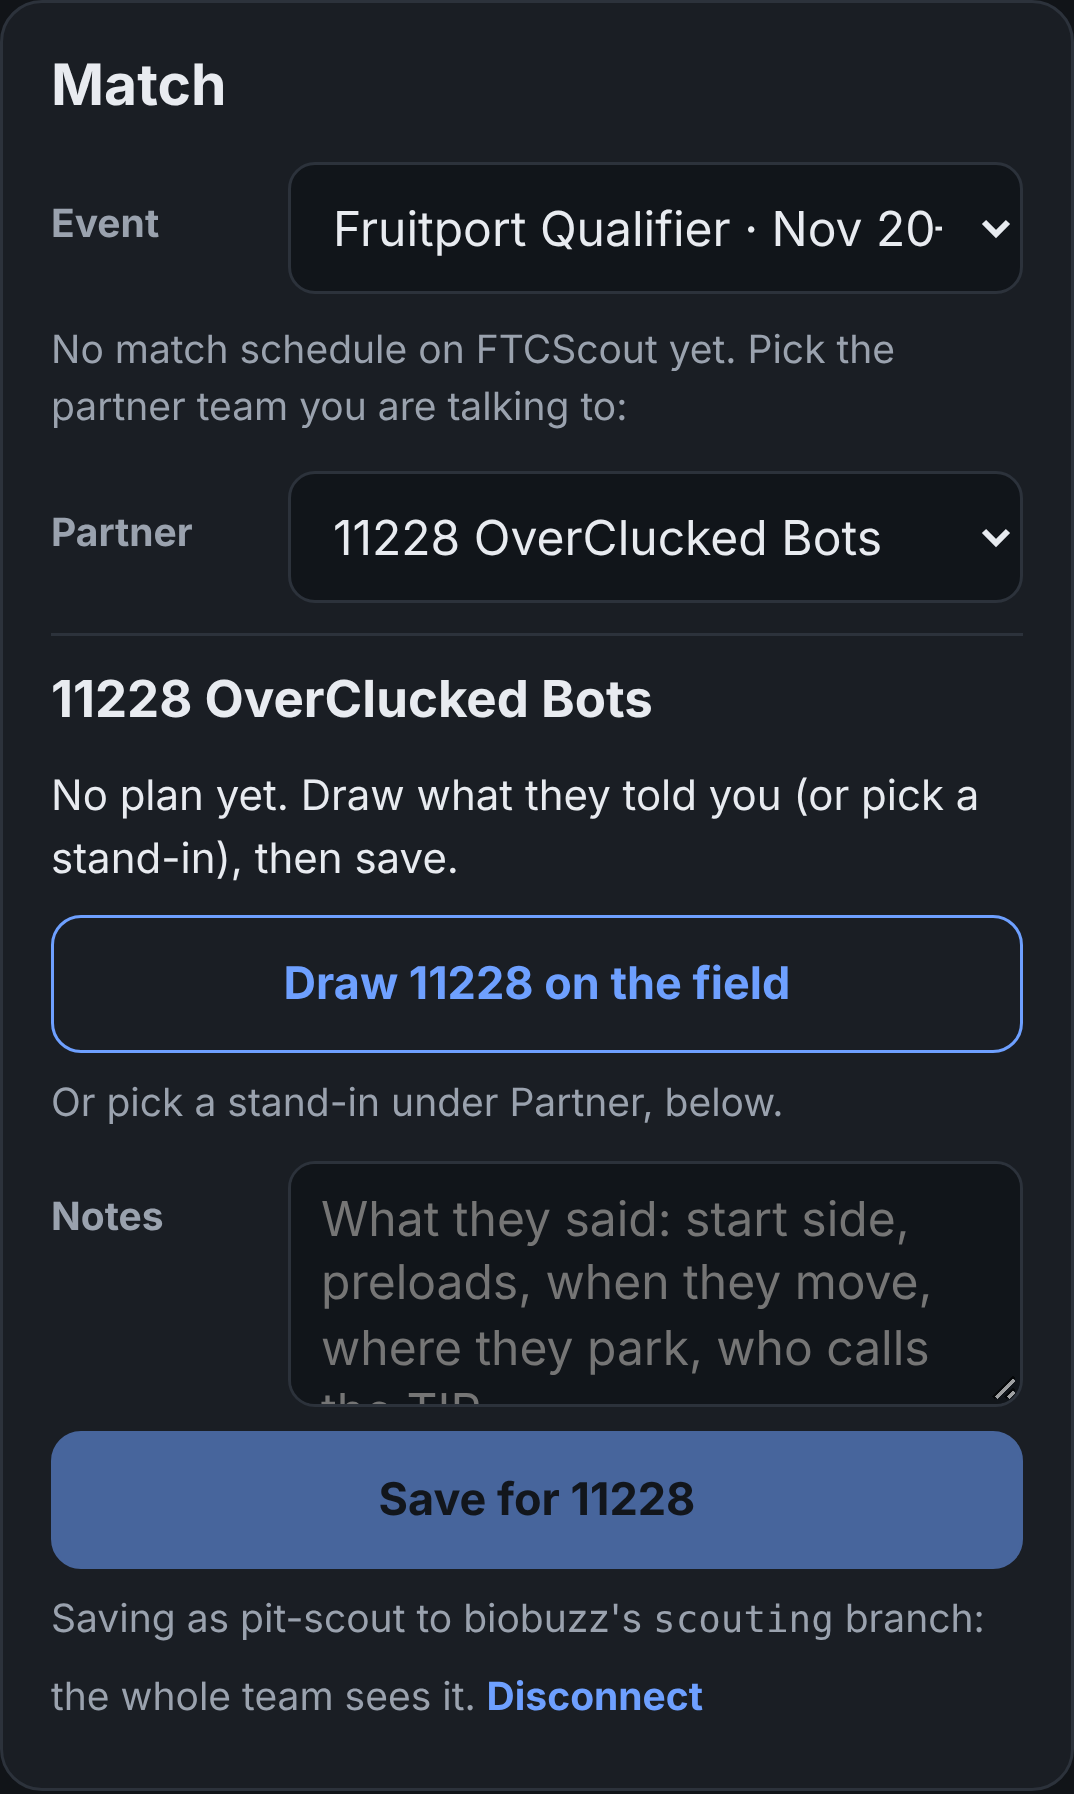 Match
Event
Fruitport Qualifier · Nov 20-
No match schedule on FTCScout yet. Pick the
partner team you are talking to:
Partner
11228 OverClucked Bots
11228 OverClucked Bots
No plan yet. Draw what they told you (or pick a
stand-in), then save.
Draw 11228 on the field
Or pick a stand-in under Partner, below.
Notes
What they said: start side,
preloads, when they move,
where they park, who calls
the TIP
Save for 11228
Saving as pit-scout to biobuzz's scouting branch:
the whole team sees it. Disconnect